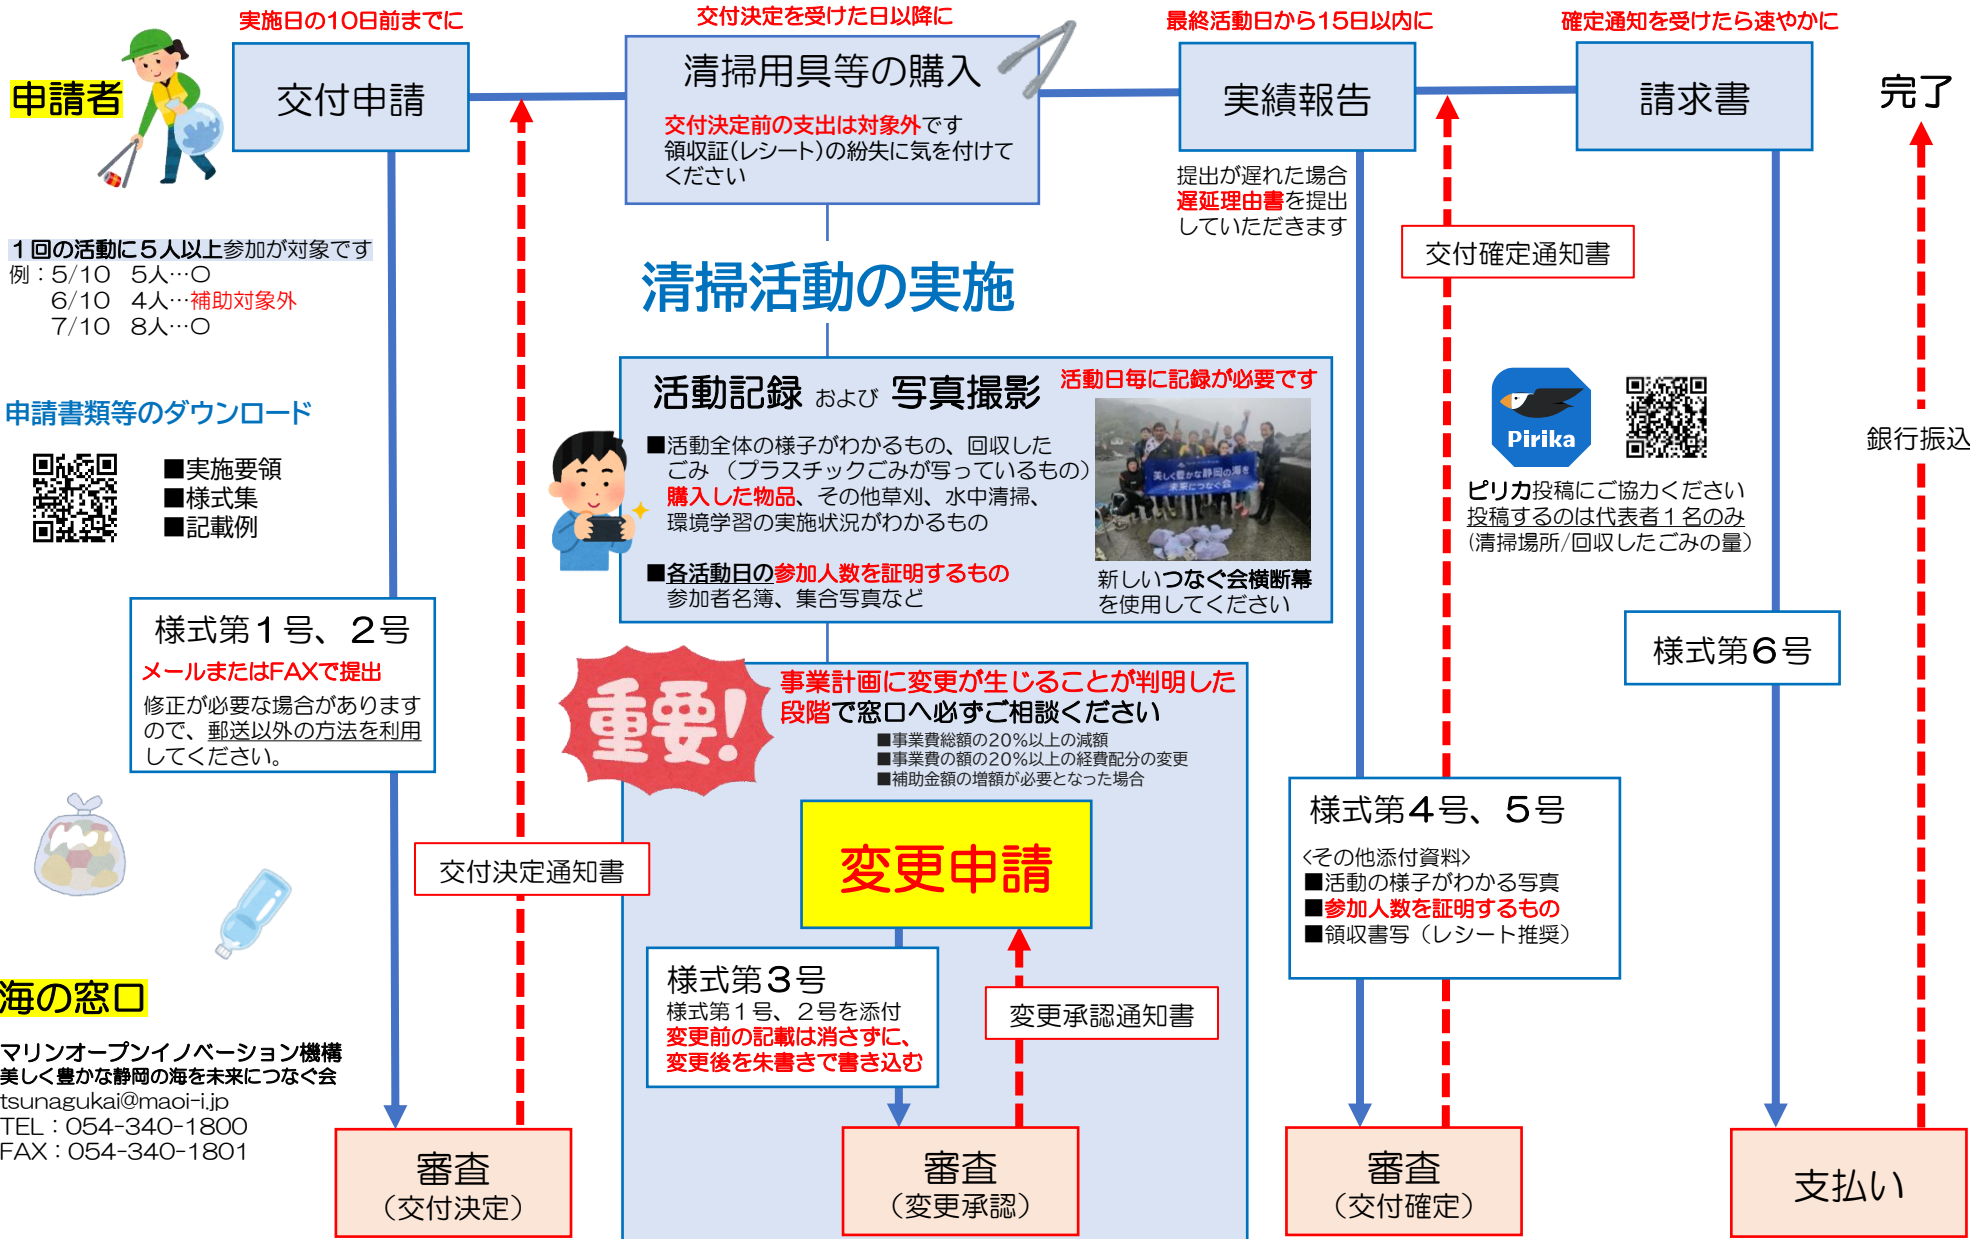 実施日の10日前までに
交付決定を受けた日以降に
最終活動日から15日以内に
確定通知を受けたら速やかに
申請者
交付申請
清掃用具等の購入
交付決定前の支出は対象外です
領収証(レシート)の紛失に気を付けて
ください
実績報告
請求書
完了
提出が遅れた場合
遅延理由書を提出
していただきます
交付確定通知書
1回の活動に5人以上参加が対象です
例：5/10 5人…〇
6/10 4人…補助対象外
7/10 8人…〇
清掃活動の実施
申請書類等のダウンロード
■実施要領
■様式集
■記載例
活動記録 および 写真撮影
活動日毎に記録が必要です
■活動全体の様子がわかるもの、回収した
ごみ （プラスチックごみが写っているもの）
購入した物品、その他草刈、水中清掃、
環境学習の実施状況がわかるもの
■各活動日の参加人数を証明するもの
参加者名簿、集合写真など
美しく豊かな静岡の海を
未来につなぐ会
新しいつなぐ会横断幕
を使用してください
Pirika
ピリカ投稿にご協力ください
投稿するのは代表者1名のみ
(清掃場所/回収したごみの量)
銀行振込
様式第1号、2号
メールまたはFAXで提出
修正が必要な場合があります
ので、郵送以外の方法を利用
してください。
重要!
事業計画に変更が生じることが判明した
段階で窓口へ必ずご相談ください
■事業費総額の20%以上の減額
■事業費の額の20%以上の経費配分の変更
■補助金額の増額が必要となった場合
様式第6号
変更申請
交付決定通知書
様式第4号、5号
<その他添付資料>
■活動の様子がわかる写真
■参加人数を証明するもの
■領収書写（レシート推奨）
様式第3号
様式第1号、2号を添付
変更前の記載は消さずに、
変更後を朱書きで書き込む
変更承認通知書
海の窓口
マリンオープンイノベーション機構
美しく豊かな静岡の海を未来につなぐ会
tsunagukai@maoi-i.jp
TEL：054-340-1800
FAX：054-340-1801
審査
（交付決定）
審査
（変更承認）
審査
（交付確定）
支払い